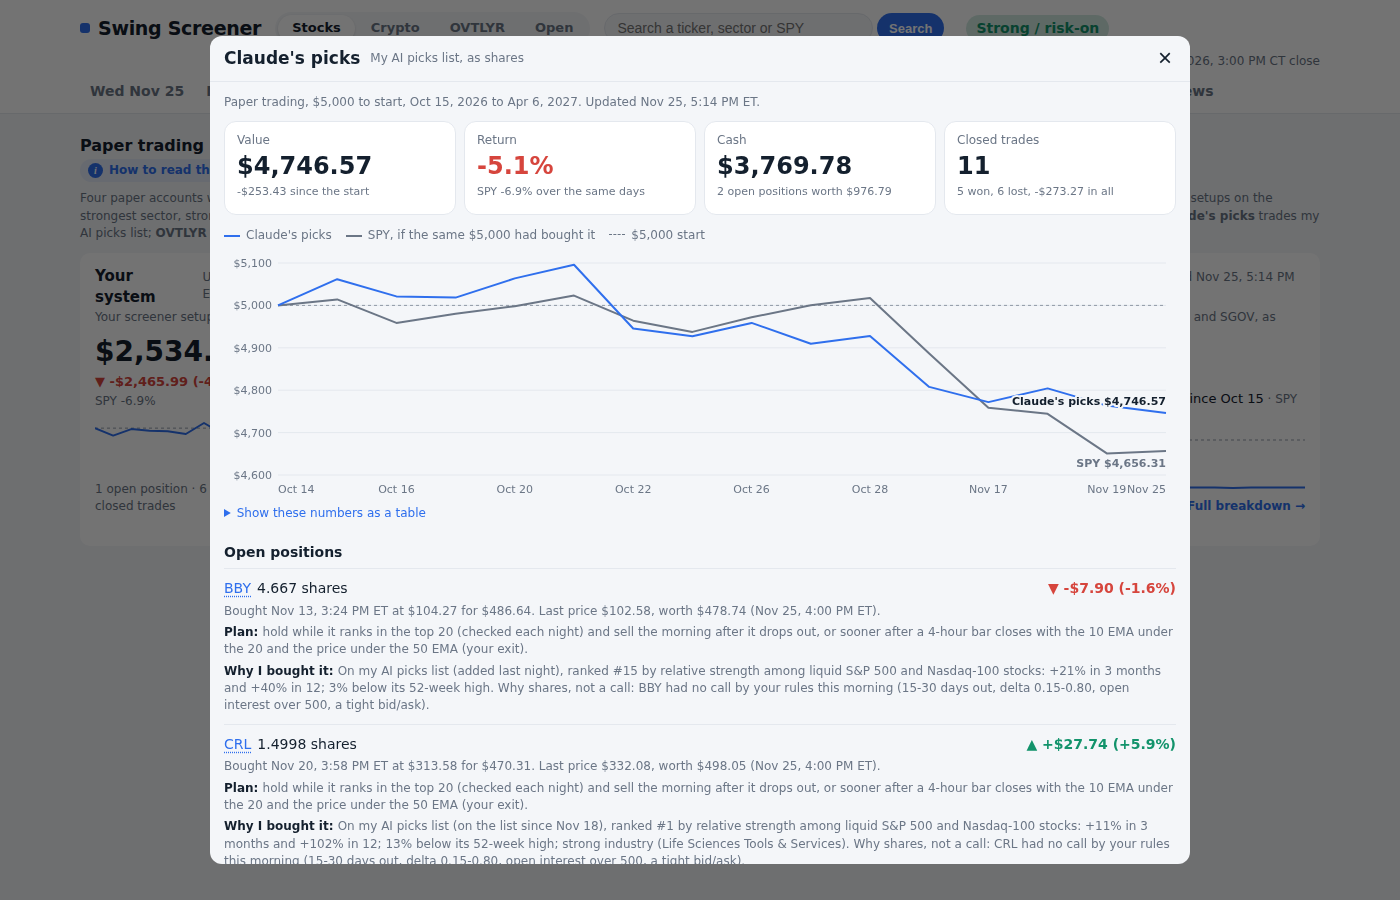 Swing Screener
Stocks
Crypto
OVTLYR
Open
Search a ticker, sector or SPY
Search
Strong / risk-on
026, 3:00 PM CT close
Wed Nov 25
ews
Paper trading
i How to read th
Four paper accounts
setups on the
strongest sector, stro
de's picks trades my
AI picks list; OVTLYR
Your
system
Nov 25, 5:14 PM
Your screener setup
and SGOV, as
$2,534.
▼ -$2,465.99 (-4
SPY -6.9%
ince Oct 15 · SPY
1 open position · 6
closed trades
Full breakdown →
Claude's picks
My AI picks list, as shares
×
Paper trading, $5,000 to start, Oct 15, 2026 to Apr 6, 2027. Updated Nov 25, 5:14 PM ET.
Value
$4,746.57
-$253.43 since the start
Return
-5.1%
SPY -6.9% over the same days
Cash
$3,769.78
2 open positions worth $976.79
Closed trades
11
5 won, 6 lost, -$273.27 in all
Claude's picks
SPY, if the same $5,000 had bought it
$5,000 start
$5,100
$5,000
$4,900
$4,800
$4,700
$4,600
Claude's picks $4,746.57
SPY $4,656.31
Oct 14
Oct 16
Oct 20
Oct 22
Oct 26
Oct 28
Nov 17
Nov 19
Nov 25
▶ Show these numbers as a table
Open positions
BBY 4.667 shares
▼ -$7.90 (-1.6%)
Bought Nov 13, 3:24 PM ET at $104.27 for $486.64. Last price $102.58, worth $478.74 (Nov 25, 4:00 PM ET).
Plan: hold while it ranks in the top 20 (checked each night) and sell the morning after it drops out, or sooner after a 4-hour bar closes with the 10 EMA under
the 20 and the price under the 50 EMA (your exit).
Why I bought it: On my AI picks list (added last night), ranked #15 by relative strength among liquid S&P 500 and Nasdaq-100 stocks: +21% in 3 months
and +40% in 12; 3% below its 52-week high. Why shares, not a call: BBY had no call by your rules this morning (15-30 days out, delta 0.15-0.80, open
interest over 500, a tight bid/ask).
CRL 1.4998 shares
▲ +$27.74 (+5.9%)
Bought Nov 20, 3:58 PM ET at $313.58 for $470.31. Last price $332.08, worth $498.05 (Nov 25, 4:00 PM ET).
Plan: hold while it ranks in the top 20 (checked each night) and sell the morning after it drops out, or sooner after a 4-hour bar closes with the 10 EMA under
the 20 and the price under the 50 EMA (your exit).
Why I bought it: On my AI picks list (on the list since Nov 18), ranked #1 by relative strength among liquid S&P 500 and Nasdaq-100 stocks: +11% in 3
months and +102% in 12; 13% below its 52-week high; strong industry (Life Sciences Tools & Services). Why shares, not a call: CRL had no call by your rules
this morning (15-30 days out, delta 0.15-0.80, open interest over 500, a tight bid/ask).